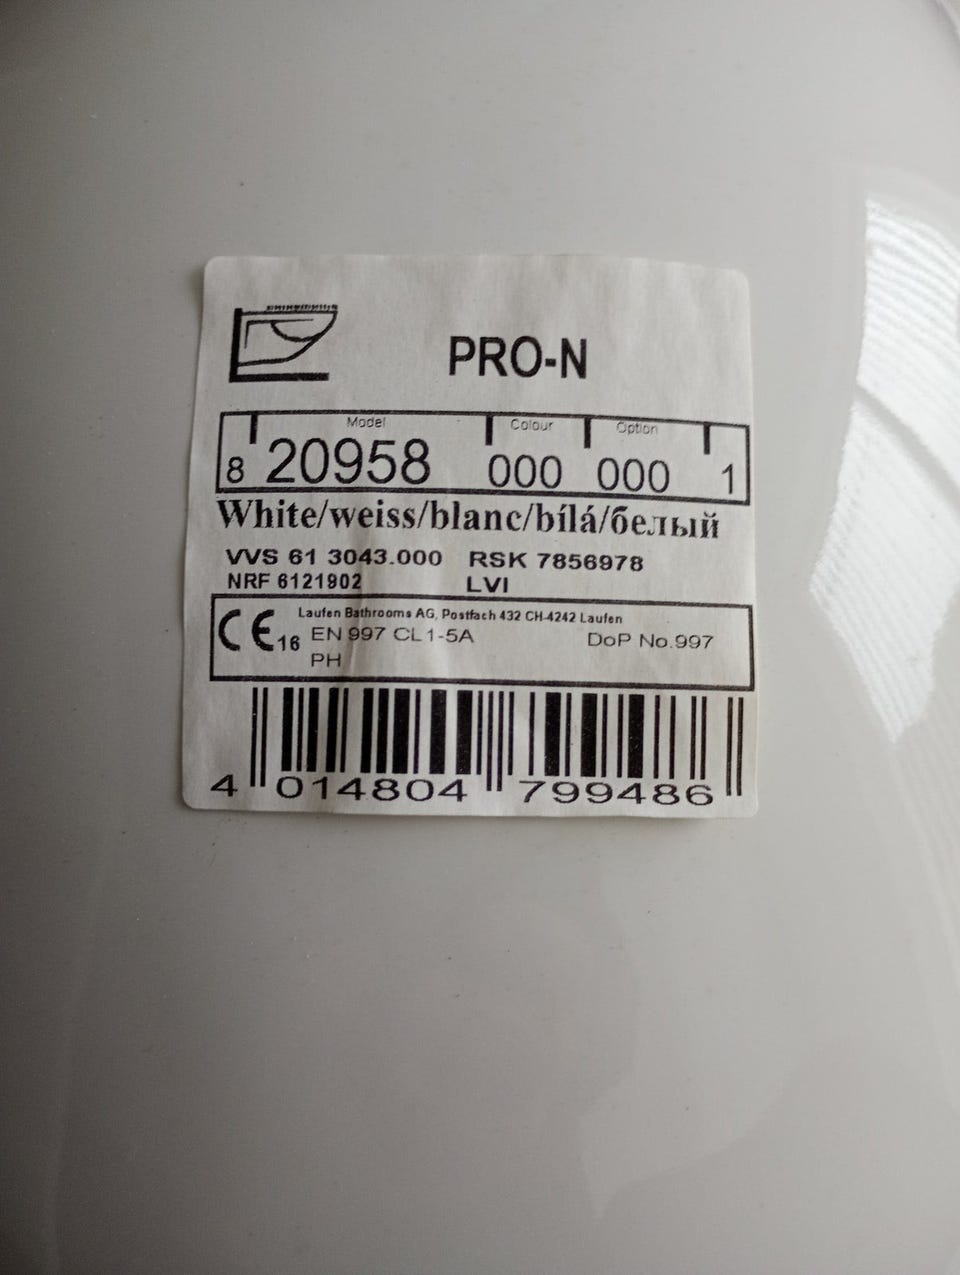 PRO-N
Model Colour Option
8 20958 000 000 1
White/weiss/blanc/bílá/белый
VVS 61 3043.000 RSK 7856978
NRF 6121902 LVI
Laufen Bathrooms AG, Postfach 432 CH-4242 Laufen
CE 16 EN 997 CL1-5A DoP No.997
PH
4 014804 799486